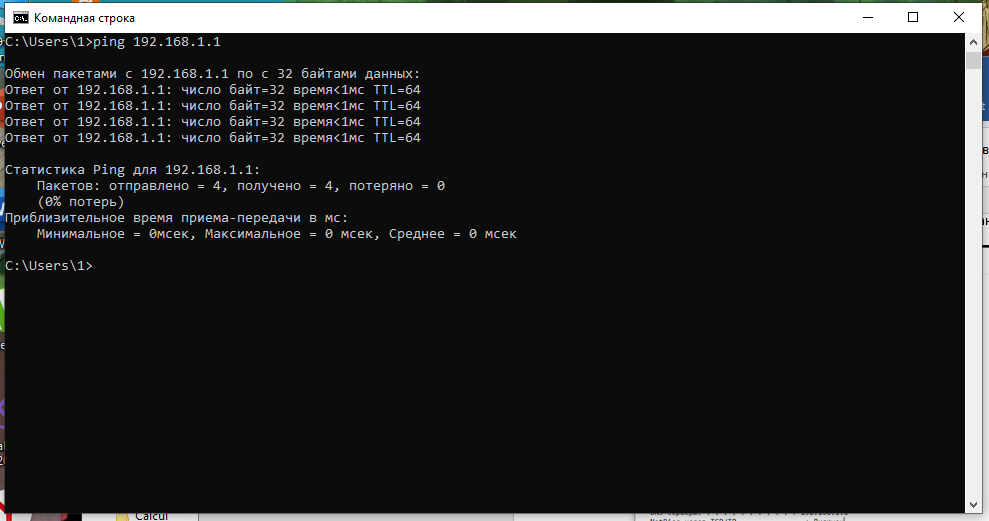 Командная строка
C:\Users\1>ping 192.168.1.1
Обмен пакетами с 192.168.1.1 по с 32 байтами данных:
Ответ от 192.168.1.1: число байт=32 время<1мс TTL=64
Ответ от 192.168.1.1: число байт=32 время<1мс TTL=64
Ответ от 192.168.1.1: число байт=32 время<1мс TTL=64
Ответ от 192.168.1.1: число байт=32 время<1мс TTL=64
Статистика Ping для 192.168.1.1:
Пакетов: отправлено = 4, получено = 4, потеряно = 0
(0% потерь)
Приблизительное время приема-передачи в мс:
Минимальное = 0мсек, Максимальное = 0 мсек, Среднее = 0 мсек
C:\Users\1>
Calcul